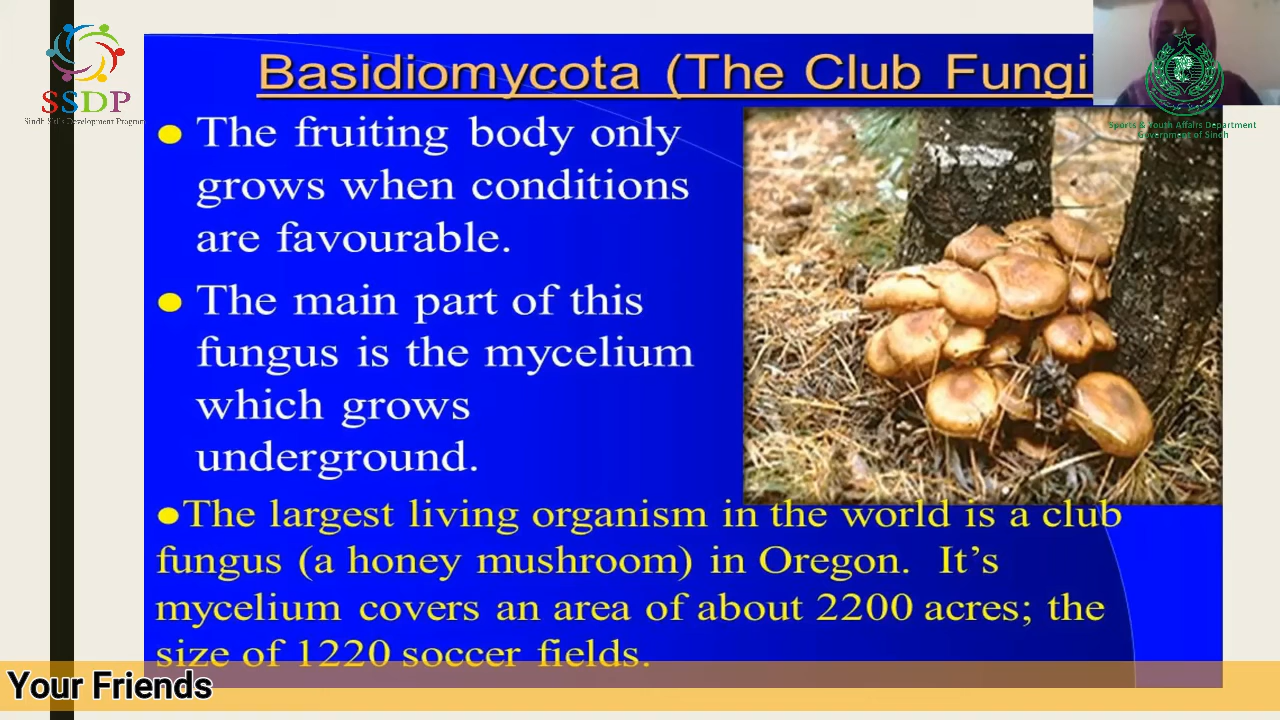 SSDP
Sindh Skills Development Program
Basidiomycota (The Club Fungi
Sports & Youth Affairs Department
Government of Sindh
● The fruiting body only
grows when conditions
are favourable.
● The main part of this
fungus is the mycelium
which grows
underground.
●The largest living organism in the world is a club
fungus (a honey mushroom) in Oregon. It's
mycelium covers an area of about 2200 acres; the
size of 1220 soccer fields.
Your Friends